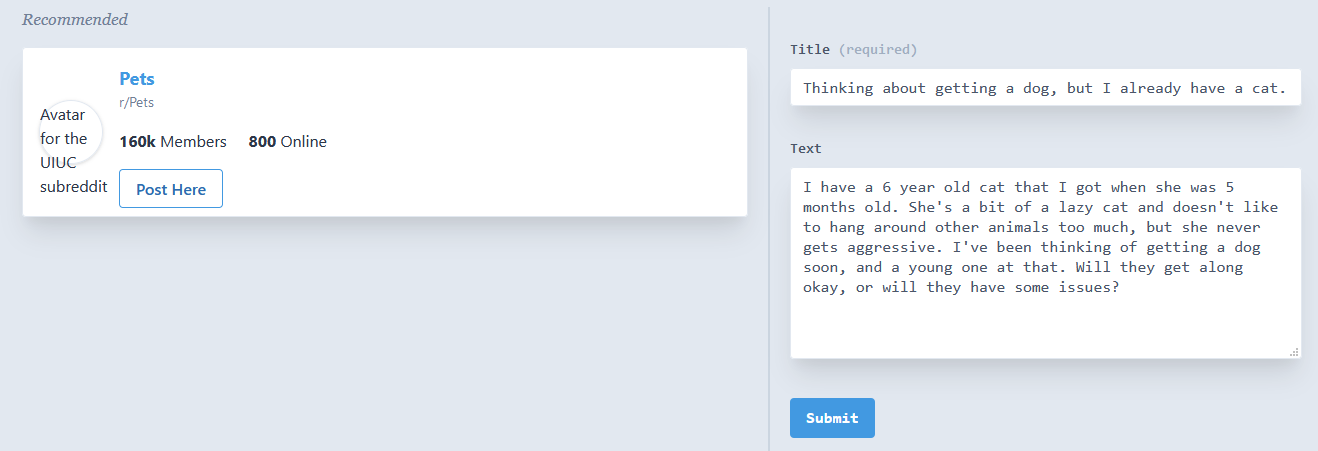 Recommended
Pets
r/Pets
Avatar
for the
UIUC
subreddit
160k Members 800 Online
Post Here
Title (required)
Thinking about getting a dog, but I already have a cat.
Text
I have a 6 year old cat that I got when she was 5
months old. She's a bit of a lazy cat and doesn't like
to hang around other animals too much, but she never
gets aggressive. I've been thinking of getting a dog
soon, and a young one at that. Will they get along
okay, or will they have some issues?
Submit